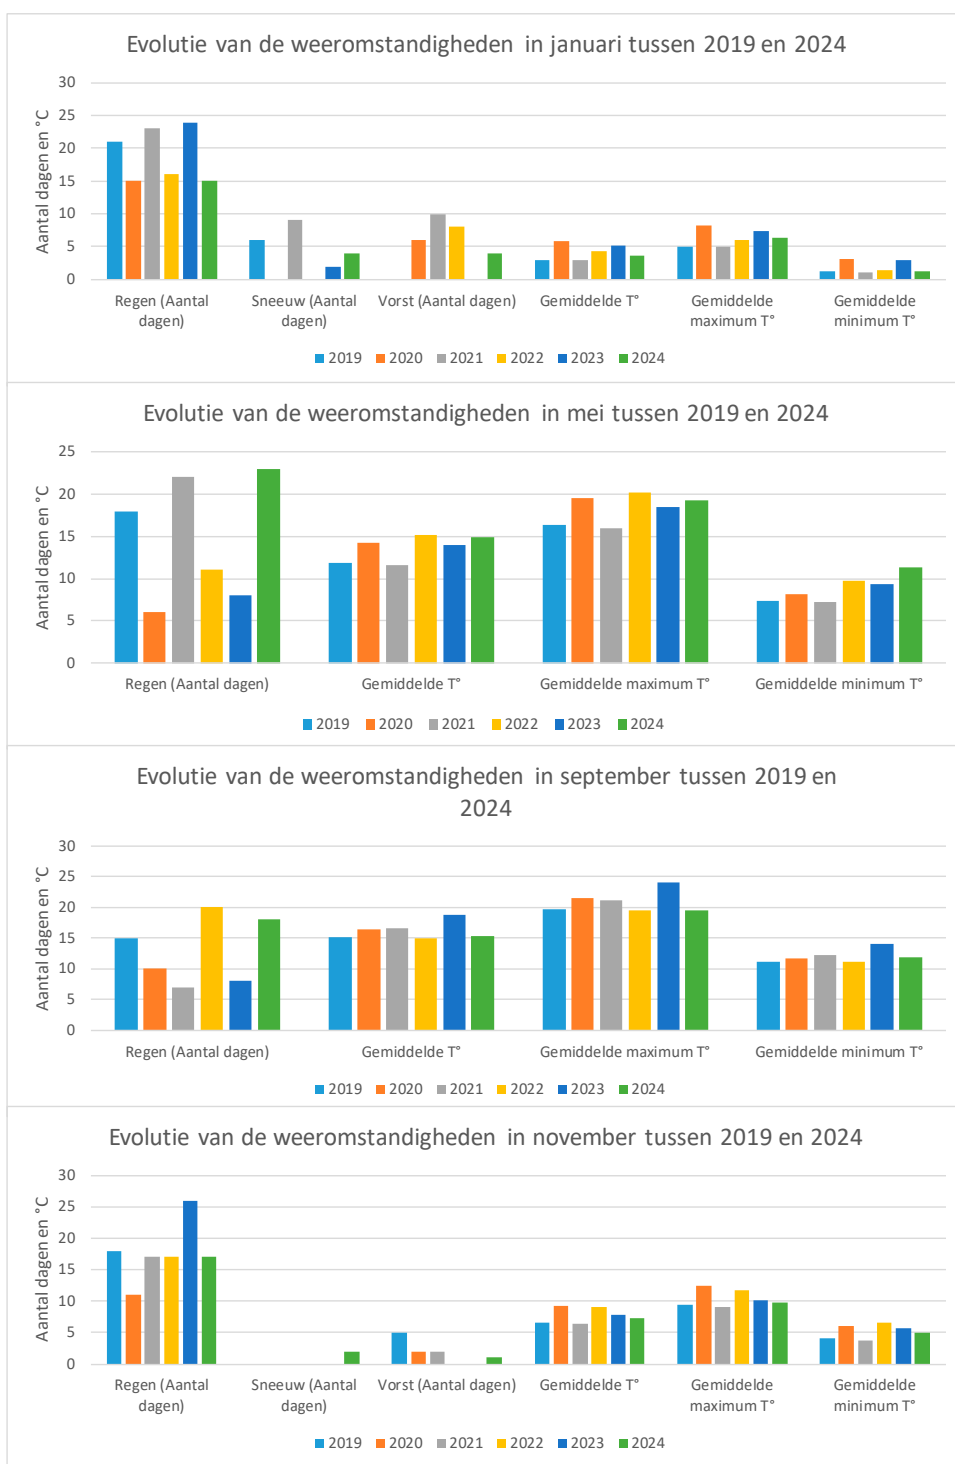 Evolutie van de weeromstandigheden in januari tussen 2019 en 2024
Aantal dagen en °C
30
25
20
15
10
5
0
Regen (Aantal dagen)
Sneeuw (Aantal dagen)
Vorst (Aantal dagen)
Gemiddelde T°
Gemiddelde maximum T°
Gemiddelde minimum T°
2019 2020 2021 2022 2023 2024
Evolutie van de weeromstandigheden in mei tussen 2019 en 2024
Aantal dagen en °C
25
20
15
10
5
0
Regen (Aantal dagen)
Gemiddelde T°
Gemiddelde maximum T°
Gemiddelde minimum T°
2019 2020 2021 2022 2023 2024
Evolutie van de weeromstandigheden in september tussen 2019 en
2024
Aantal dagen en °C
30
25
20
15
10
5
0
Regen (Aantal dagen)
Gemiddelde T°
Gemiddelde maximum T°
Gemiddelde minimum T°
2019 2020 2021 2022 2023 2024
Evolutie van de weeromstandigheden in november tussen 2019 en 2024
Aantal dagen en °C
30
25
20
15
10
5
0
Regen (Aantal dagen)
Sneeuw (Aantal dagen)
Vorst (Aantal dagen)
Gemiddelde T°
Gemiddelde maximum T°
Gemiddelde minimum T°
2019 2020 2021 2022 2023 2024